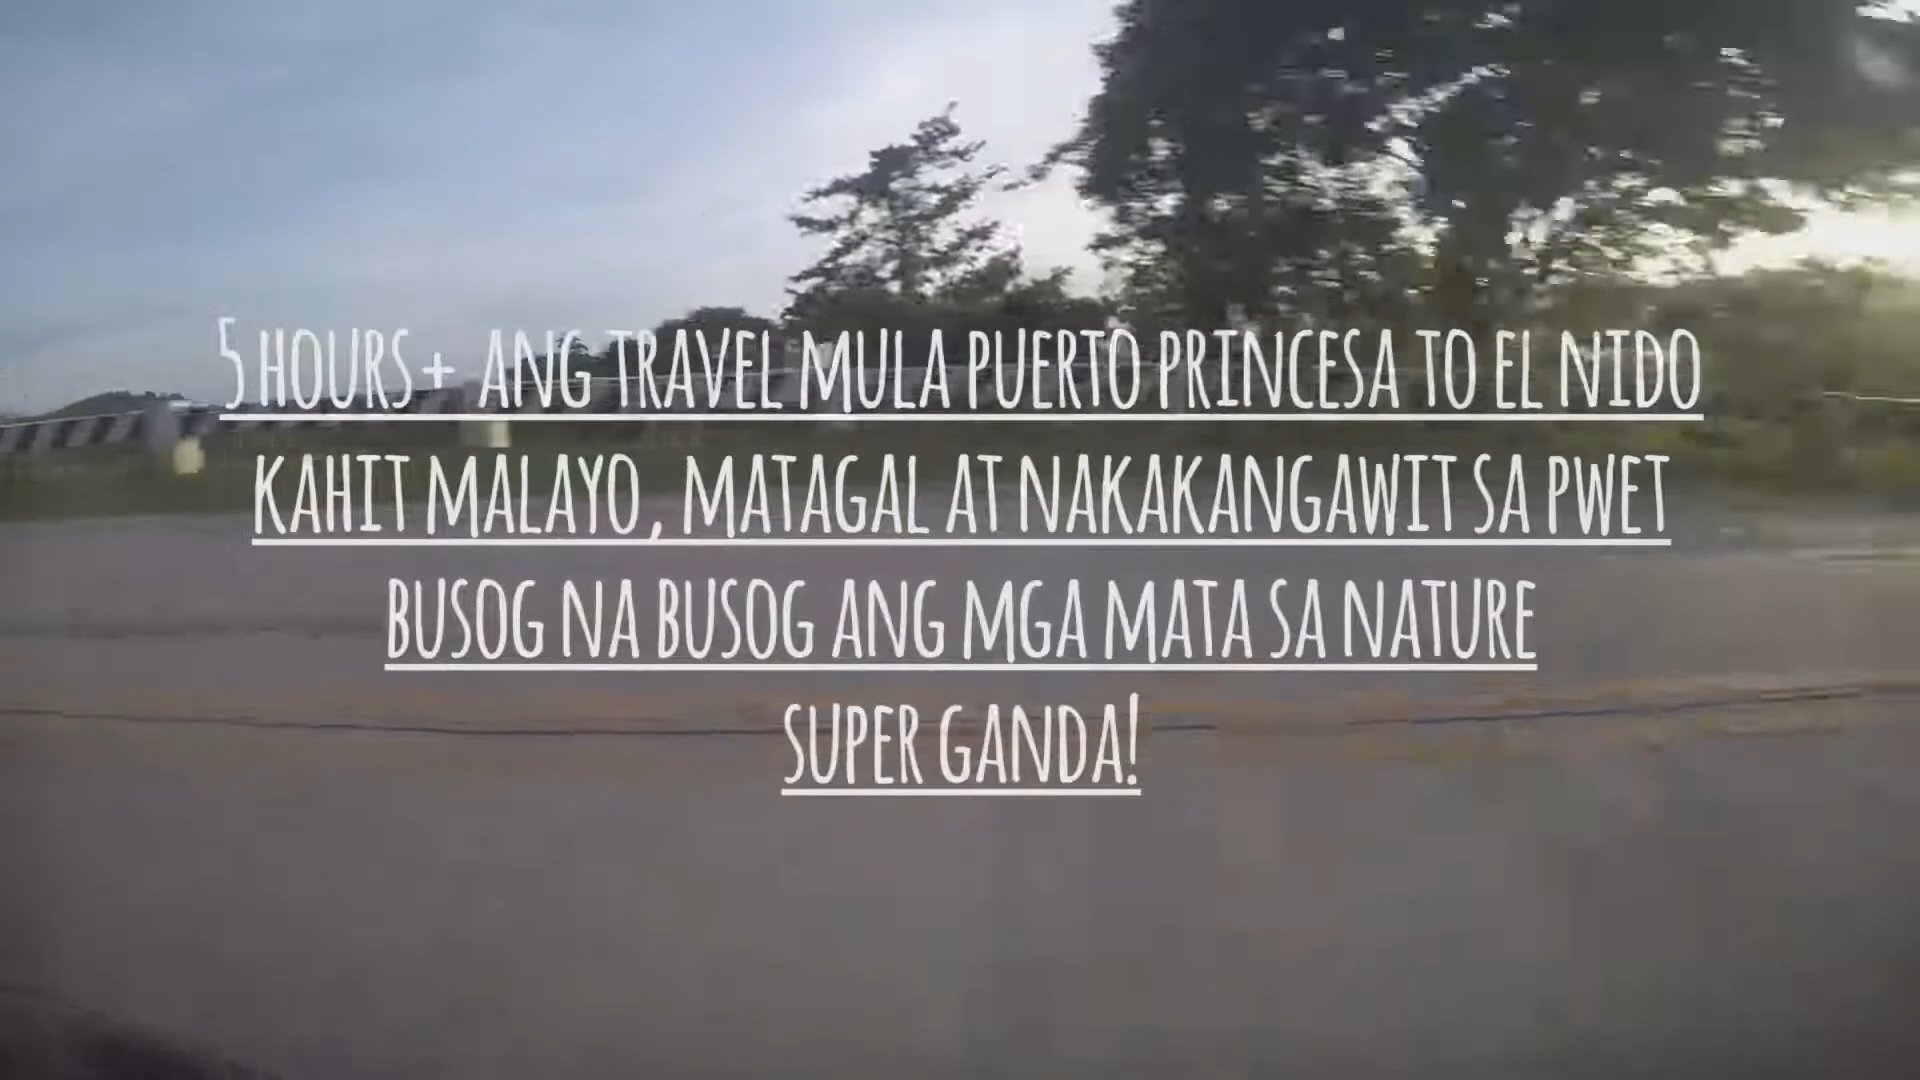 5 HOURS+ ANG TRAVEL MULA PUERTO PRINCESA TO EL NIDO
KAHIT MALAYO, MATAGAL AT NAKAKANGAWIT SA PWET
BUSOG NA BUSOG ANG MGA MATA SA NATURE
SUPER GANDA!